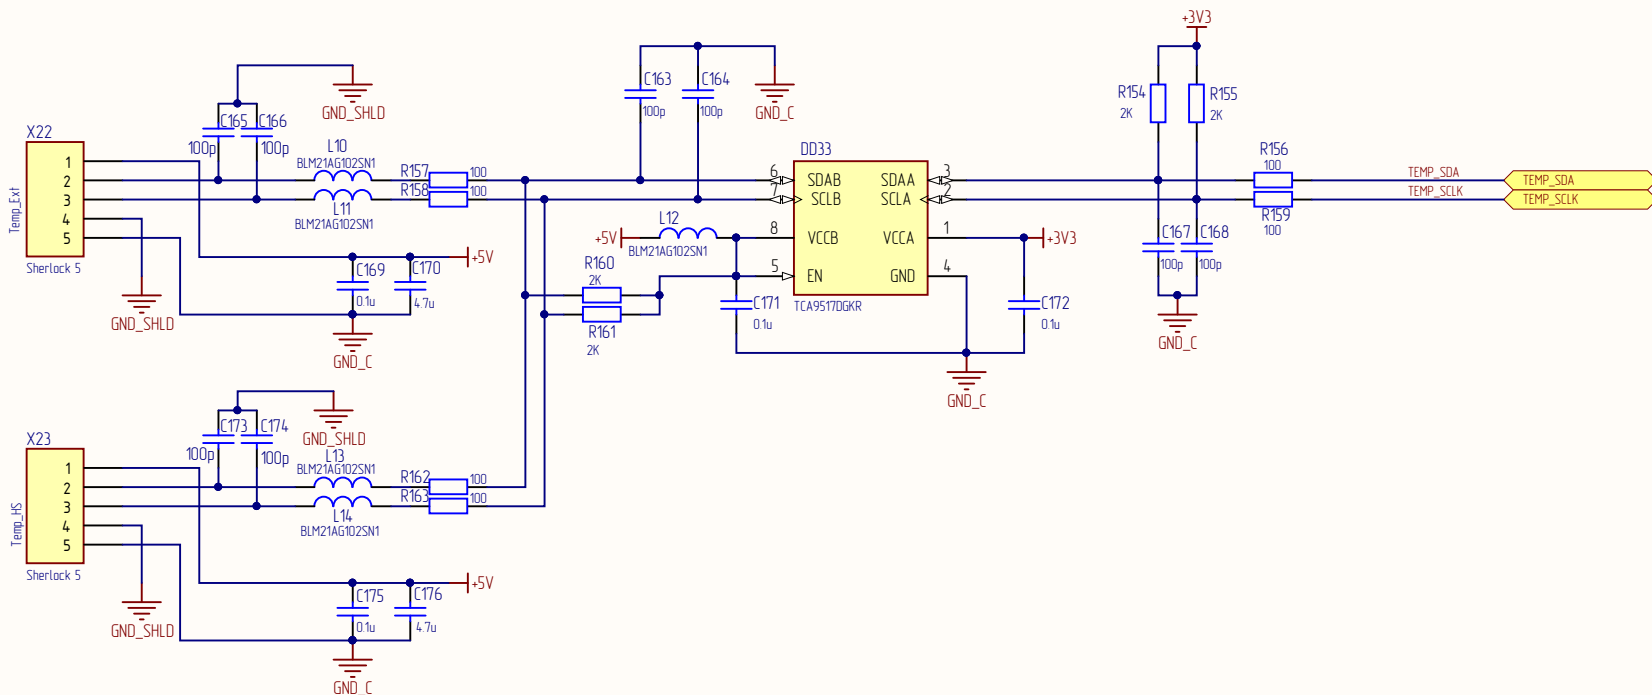 +3V3
C163
100p
C164
100p
GND_C
GND_SHLD
C165
100p
C166
100p
X22
Temp_Ext
1
2
3
4
5
Sherlock 5
L10
BLM21AG102SN1
L11
BLM21AG102SN1
R157
100
R158
100
GND_SHLD
+5V
C169
0.1u
C170
4.7u
GND_C
DD33
6
SDAB
7
SCLB
8
VCCB
5
EN
SDAA
3
SCLA
2
VCCA
1
GND
4
TCA9517DGKR
L12
+5V
BLM21AG102SN1
R160
2K
R161
2K
C171
0.1u
+3V3
C172
0.1u
GND_C
R154
2K
R155
2K
R156
100
R159
100
TEMP_SDA
TEMP_SCLK
TEMP_SDA
TEMP_SCLK
C167
100p
C168
100p
GND_C
GND_SHLD
C173
100p
C174
100p
X23
Temp_HS
1
2
3
4
5
Sherlock 5
L13
BLM21AG102SN1
L14
BLM21AG102SN1
R162
100
R163
100
GND_SHLD
+5V
C175
0.1u
C176
4.7u
GND_C